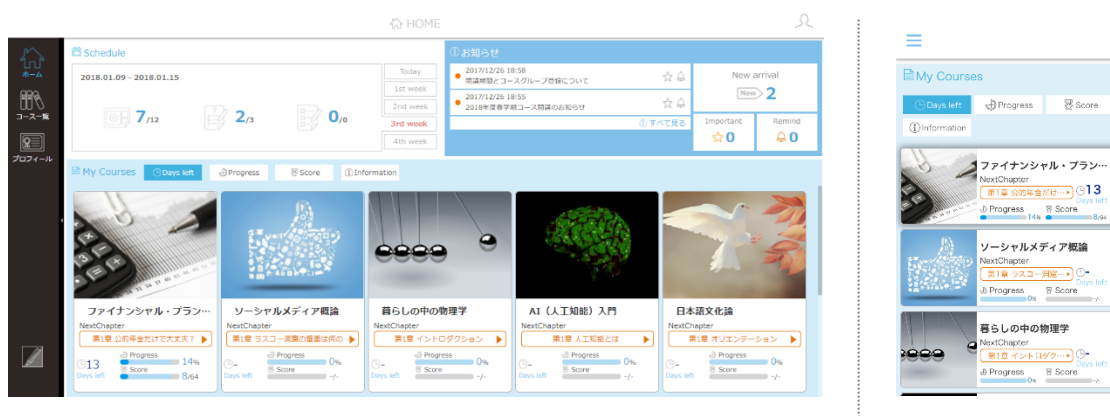 HOME
ホーム
コース一覧
プロフィール
Schedule
2018.01.09 - 2018.01.15
7/12
2/3
0/0
Today
1st week
2nd week
3rd week
4th week
お知らせ
2017/12/26 18:58
開講期間とコースグループ登録について
2017/12/26 18:55
2018年度春学期コース開講のお知らせ
すべて見る
New arrival
New 2
Important
0
Remind
0
My Courses
Days left
Progress
Score
Information
ファイナンシャル・プラン…
NextChapter
第1章 公的年金だけで大丈夫？
13
Days left
Progress
14%
Score
8/64
ソーシャルメディア概論
NextChapter
第1章 ラスコー洞窟の壁画は何の
-
Days left
Progress
0%
Score
-/-
暮らしの中の物理学
NextChapter
第1章 イントロダクション
-
Days left
Progress
0%
Score
-/-
AI（人工知能）入門
NextChapter
第1章 人工知能とは
-
Days left
Progress
0%
Score
-/-
日本語文化論
NextChapter
第1章 オリエンテーション
-
Days left
Progress
0%
Score
-/-
My Courses
Days left
Progress
Score
Information
ファイナンシャル・プラン…
NextChapter
第1章 公的年金だけ…
13
Days left
Progress
14%
Score
8/64
ソーシャルメディア概論
NextChapter
第1章 ラスコー洞窟…
-
Days left
Progress
0%
Score
-/-
暮らしの中の物理学
NextChapter
第1章 イントロダク…
-
Days left
Progress
0%
Score
-/-